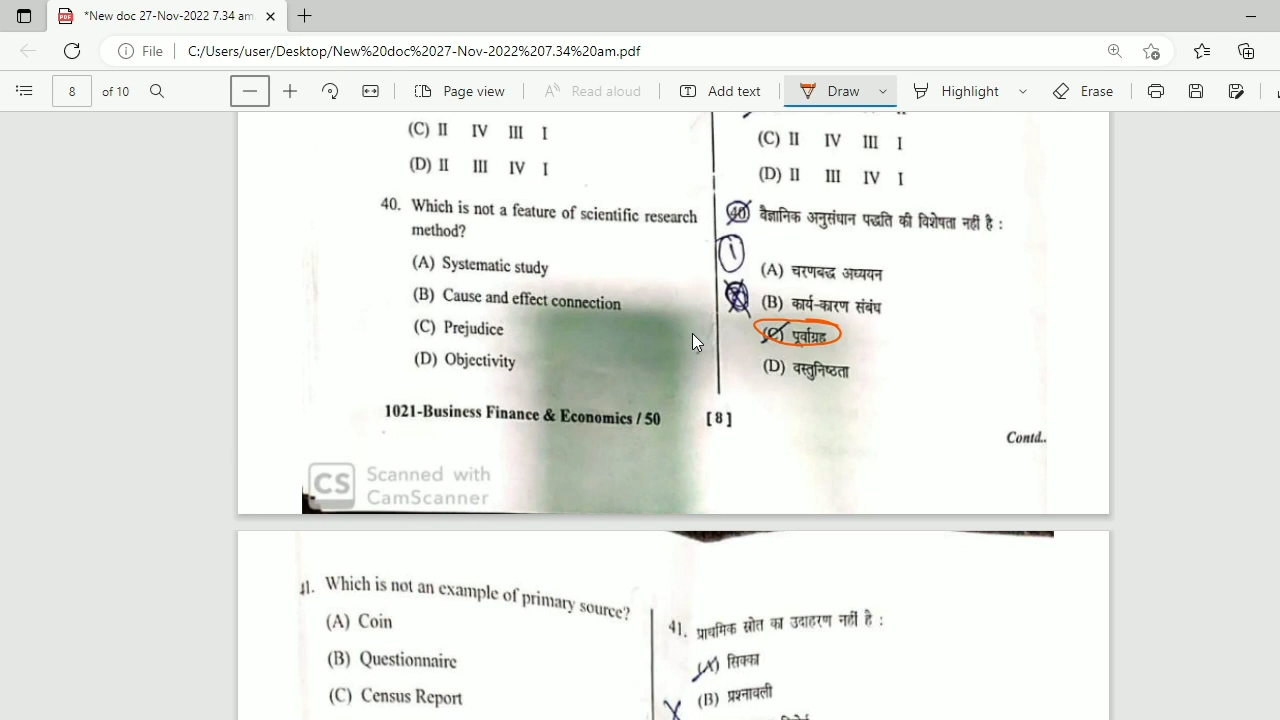 *New doc 27-Nov-2022 7.34 am.
File
C:/Users/user/Desktop/New%20doc%2027-Nov-2022%207.34%20am.pdf
8 of 10
Page view
Read aloud
Add text
Draw
Highlight
Erase
(C) II IV III I
(D) II III IV I
40. Which is not a feature of scientific research
method?
(A) Systematic study
(B) Cause and effect connection
(C) Prejudice
(D) Objectivity
(C) II IV III I
(D) II III IV I
40 वैज्ञानिक अनुसंधान पद्धति की विशेषता नहीं है :
(A) चरणबद्ध अध्ययन
(B) कार्य-कारण संबंध
(C) पूर्वाग्रह
(D) वस्तुनिष्ठता
1021-Business Finance & Economics / 50
[ 8 ]
Contd..
CS Scanned with
CamScanner
41. Which is not an example of primary source?
(A) Coin
(B) Questionnaire
(C) Census Report
41. प्राथमिक स्रोत का उदाहरण नहीं है :
(A) सिक्का
(B) प्रश्नावली